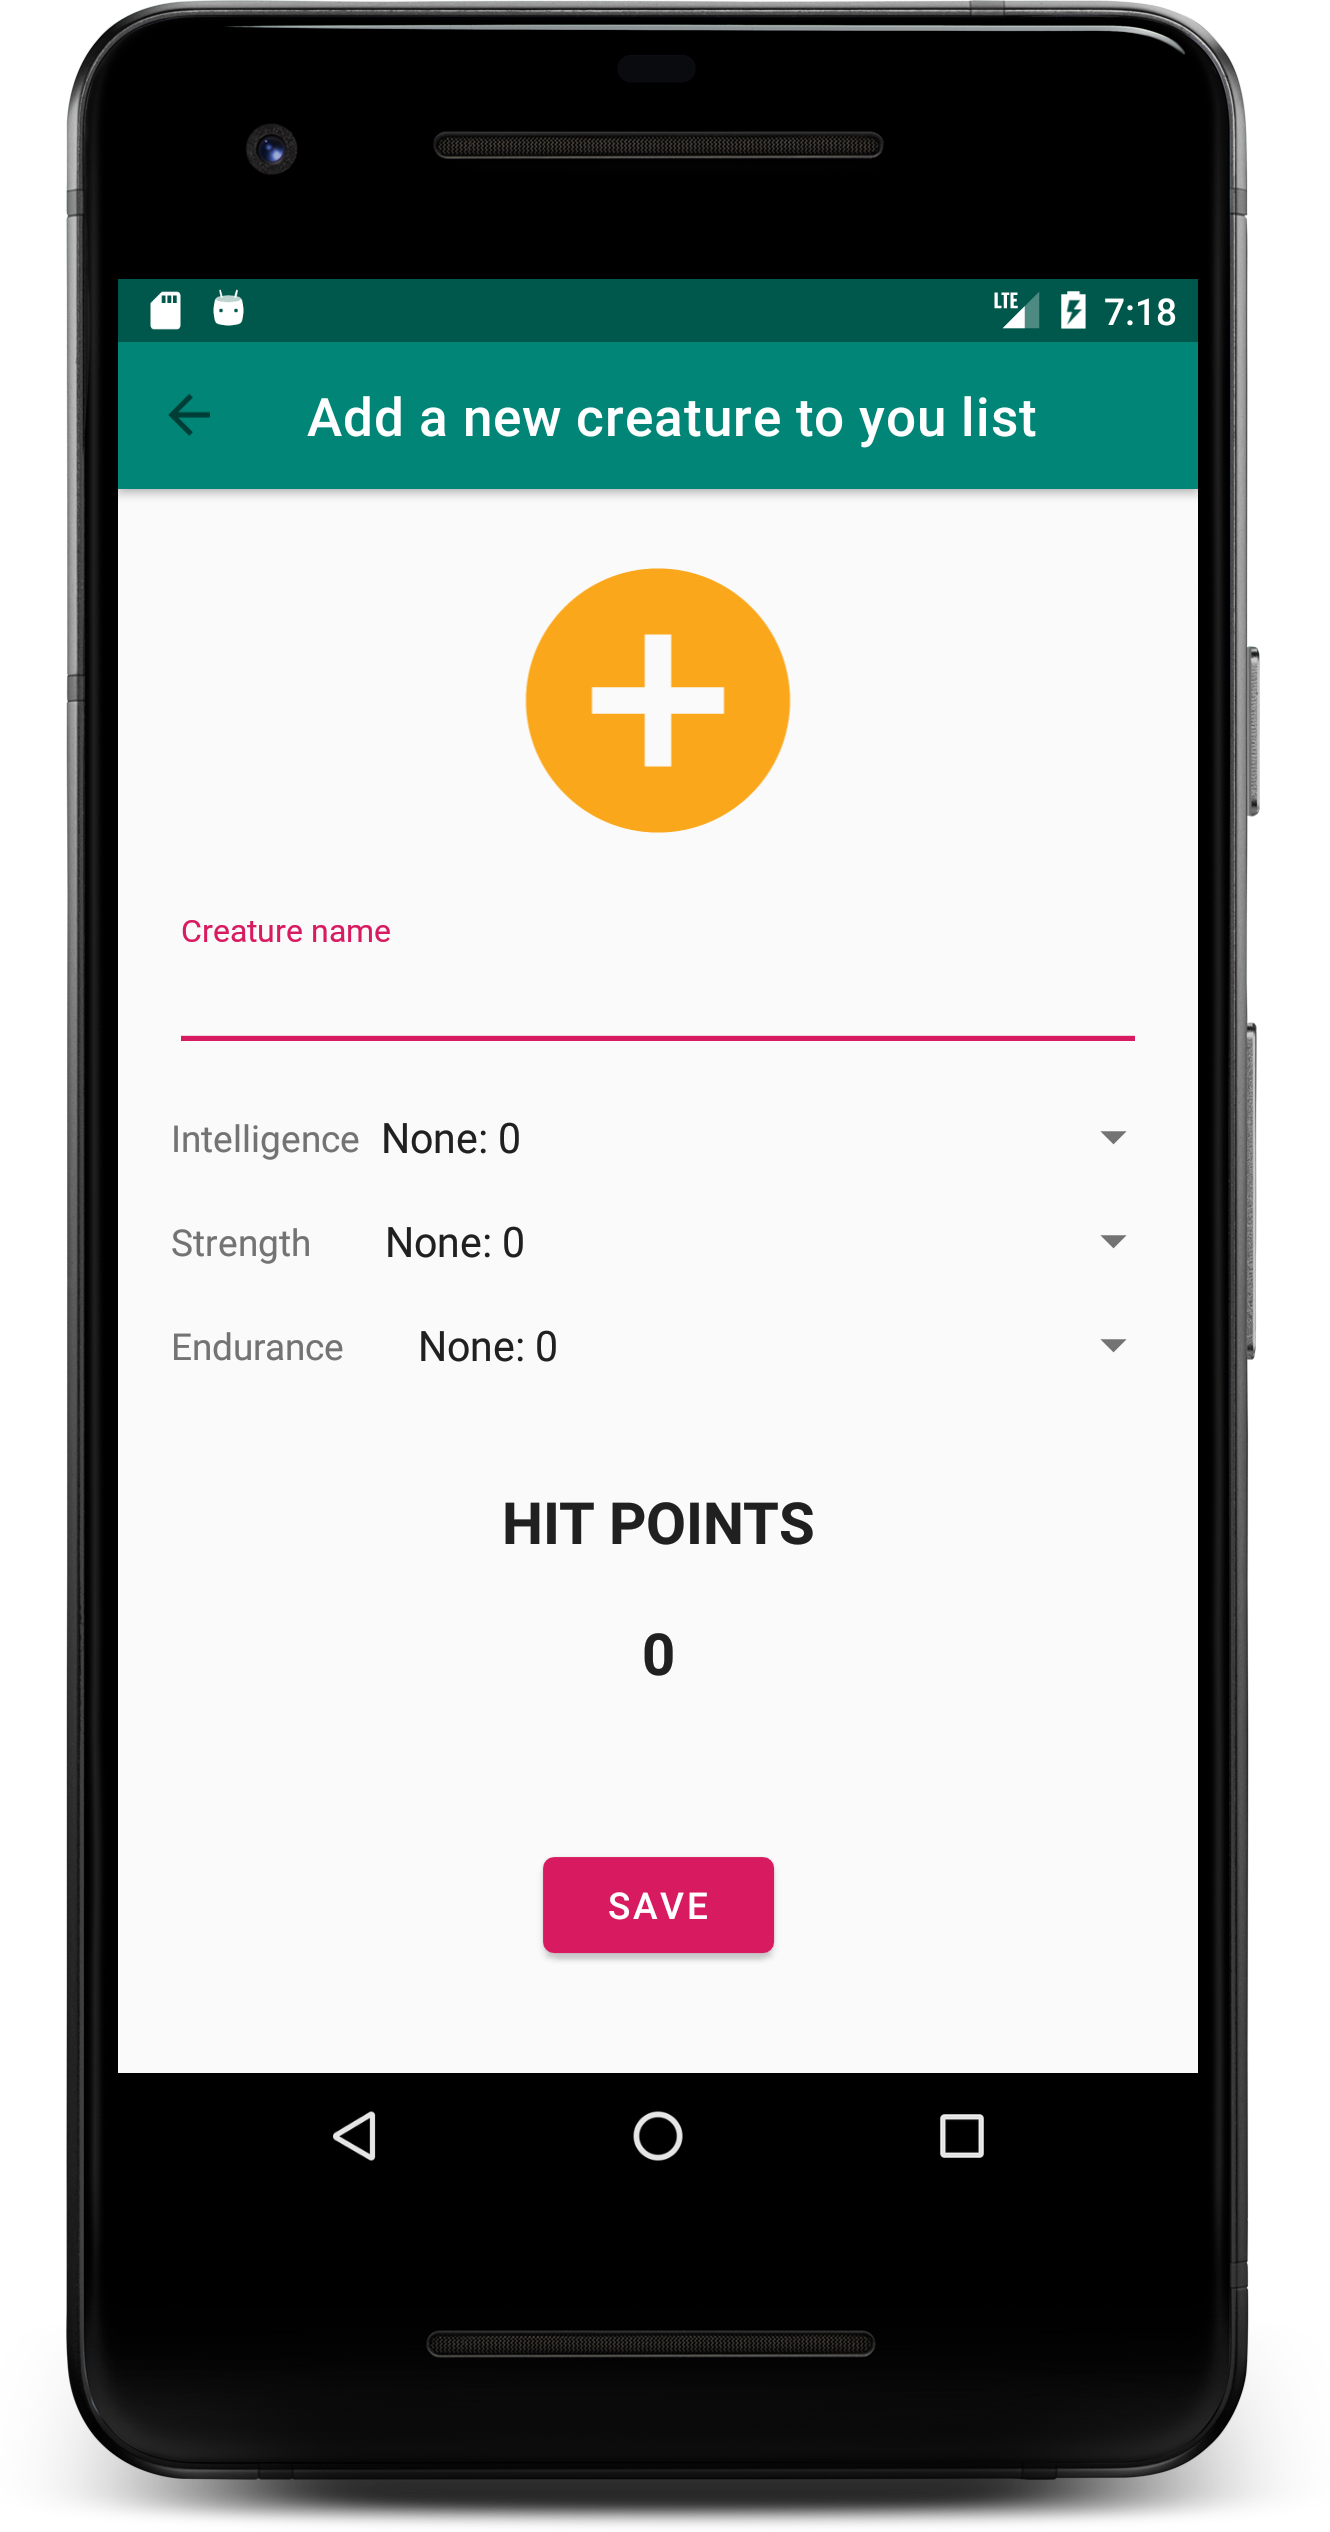 LTE 7:18
Add a new creature to you list
Creature name
Intelligence None: 0
Strength None: 0
Endurance None: 0
HIT POINTS
0
SAVE